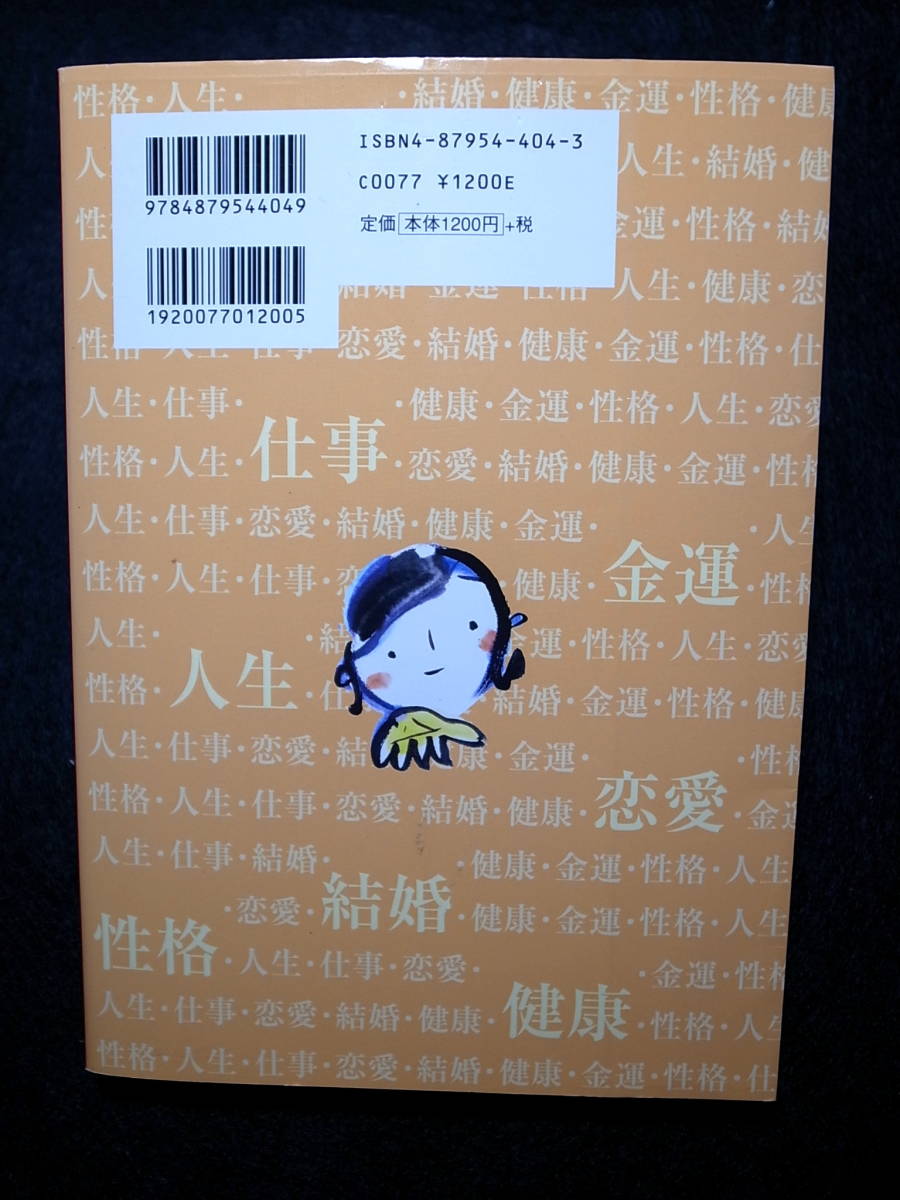 性格・人生・ ・結婚・健康・金運・性格・健康
ISBN4-87954-404-3
C0077 ¥1200E
定価 本体1200円 +税
9784879544049
1920077012005
人 人生・結婚・健
性 金運・性格・結婚
人 結婚・金運・性格・人生・健康・恋
性格・人生・仕事・恋愛・結婚・健康・金運・性格・仕
人生・仕事・ ・健康・金運・性格・人生・恋愛
性格・人生・仕事・恋愛・結婚・健康・金運・性格
人生・仕事・恋愛・結婚・健康・金運・ ・人生
性格・人生・仕事・恋 健康・金運・性格
人生・ ・結 金運・性格・人生・恋愛
性格・人生・仕 結婚・金運・性格・健康
人生・仕事・恋愛・結 健康・金運・ ・性格
性格・人生・仕事・恋愛・結婚・健康・恋愛・金運
人生・仕事・結婚・ ・健康・金運・性格・人生
・恋愛・結婚・健康・金運・性格・人生
性格・人生・仕事・恋愛・ ・金運・性格
人生・仕事・恋愛・結婚・健康・健康・性格・人生
性格・人生・仕事・恋愛・結婚・健康・金運・性格・仕